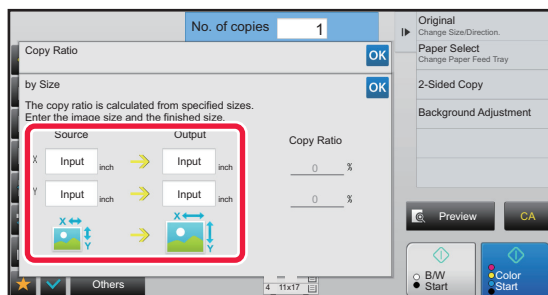 No. of copies 1
Original
Change Size/Direction.
Copy Ratio OK
Paper Select
Change Paper Feed Tray
by Size OK
2-Sided Copy
The copy ratio is calculated from specified sizes.
Enter the image size and the finished size.
Background Adjustment
Source Output
Copy Ratio
X Input inch Input inch 0 %
Y Input inch Input inch 0 %
X X
Y Y
Preview CA
Others
4 11x17
B/W
Start
Color
Start